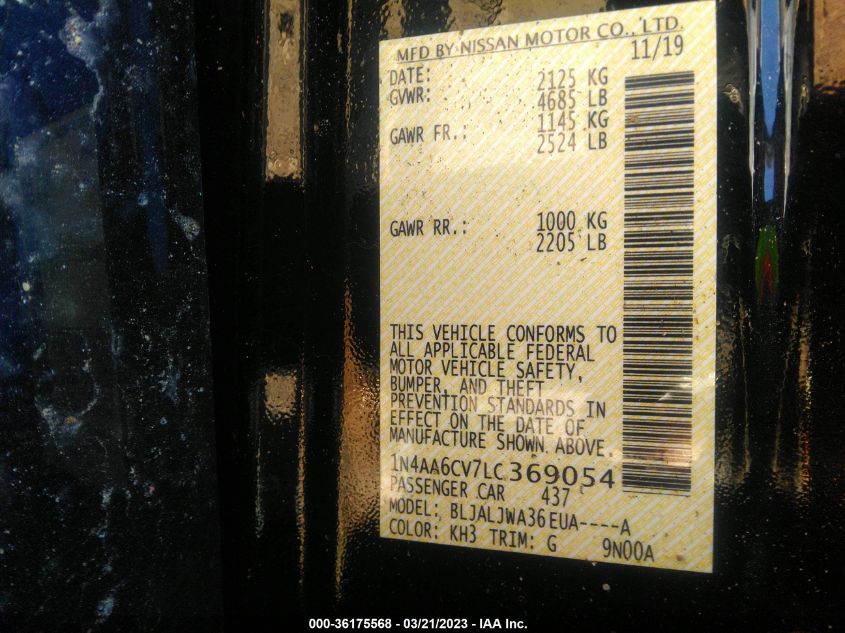 MFD BY NISSAN MOTOR CO., LTD.
DATE: 11/19
GVWR: 2125 KG
4685 LB
GAWR FR.: 1145 KG
2524 LB
GAWR RR.: 1000 KG
2205 LB
THIS VEHICLE CONFORMS TO
ALL APPLICABLE FEDERAL
MOTOR VEHICLE SAFETY,
BUMPER, AND THEFT
PREVENTION STANDARDS IN
EFFECT ON THE DATE OF
MANUFACTURE SHOWN ABOVE.
1N4AA6CV7LC369054
PASSENGER CAR 437
MODEL: BLJALJWA36EUA----A
COLOR: KH3 TRIM: G 9N00A
000-36175568 - 03/21/2023 - IAA Inc.